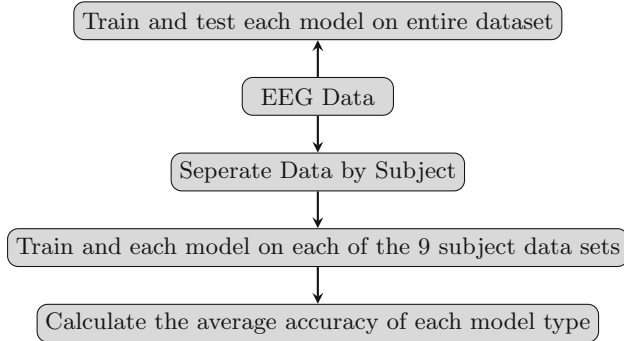 Train and test each model on entire dataset
EEG Data
Seperate Data by Subject
Train and each model on each of the 9 subject data sets
Calculate the average accuracy of each model type